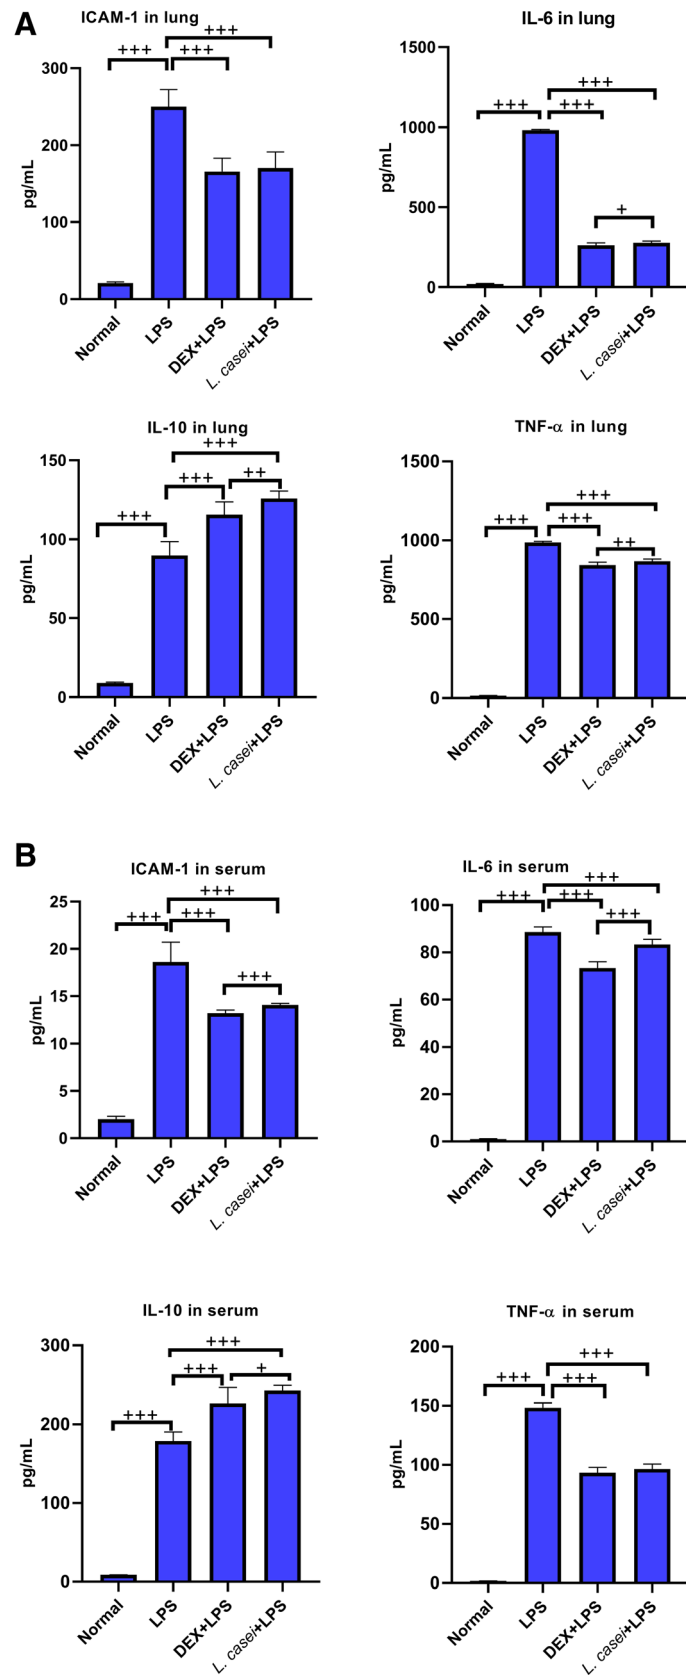 A
ICAM-1 in lung
+++
+++
+++
300
200
100
0
pg/mL
Normal
LPS
DEX+LPS
L. casei+LPS
IL-6 in lung
+++
+++
+++
+
1500
1000
500
0
pg/mL
Normal
LPS
DEX+LPS
L. casei+LPS
IL-10 in lung
+++
+++
++
+++
150
100
50
0
pg/mL
Normal
LPS
DEX+LPS
L. casei+LPS
TNF-α in lung
+++
+++
+++
++
1500
1000
500
0
pg/mL
Normal
LPS
DEX+LPS
L. casei+LPS
B
ICAM-1 in serum
+++
+++
+++
+++
25
20
15
10
5
0
pg/mL
Normal
LPS
DEX+LPS
L. casei+LPS
IL-6 in serum
+++
+++
+++
+++
100
80
60
40
20
0
pg/mL
Normal
LPS
DEX+LPS
L. casei+LPS
IL-10 in serum
+++
+++
+
+++
300
200
100
0
pg/mL
Normal
LPS
DEX+LPS
L. casei+LPS
TNF-α in serum
+++
+++
+++
200
150
100
50
0
pg/mL
Normal
LPS
DEX+LPS
L. casei+LPS